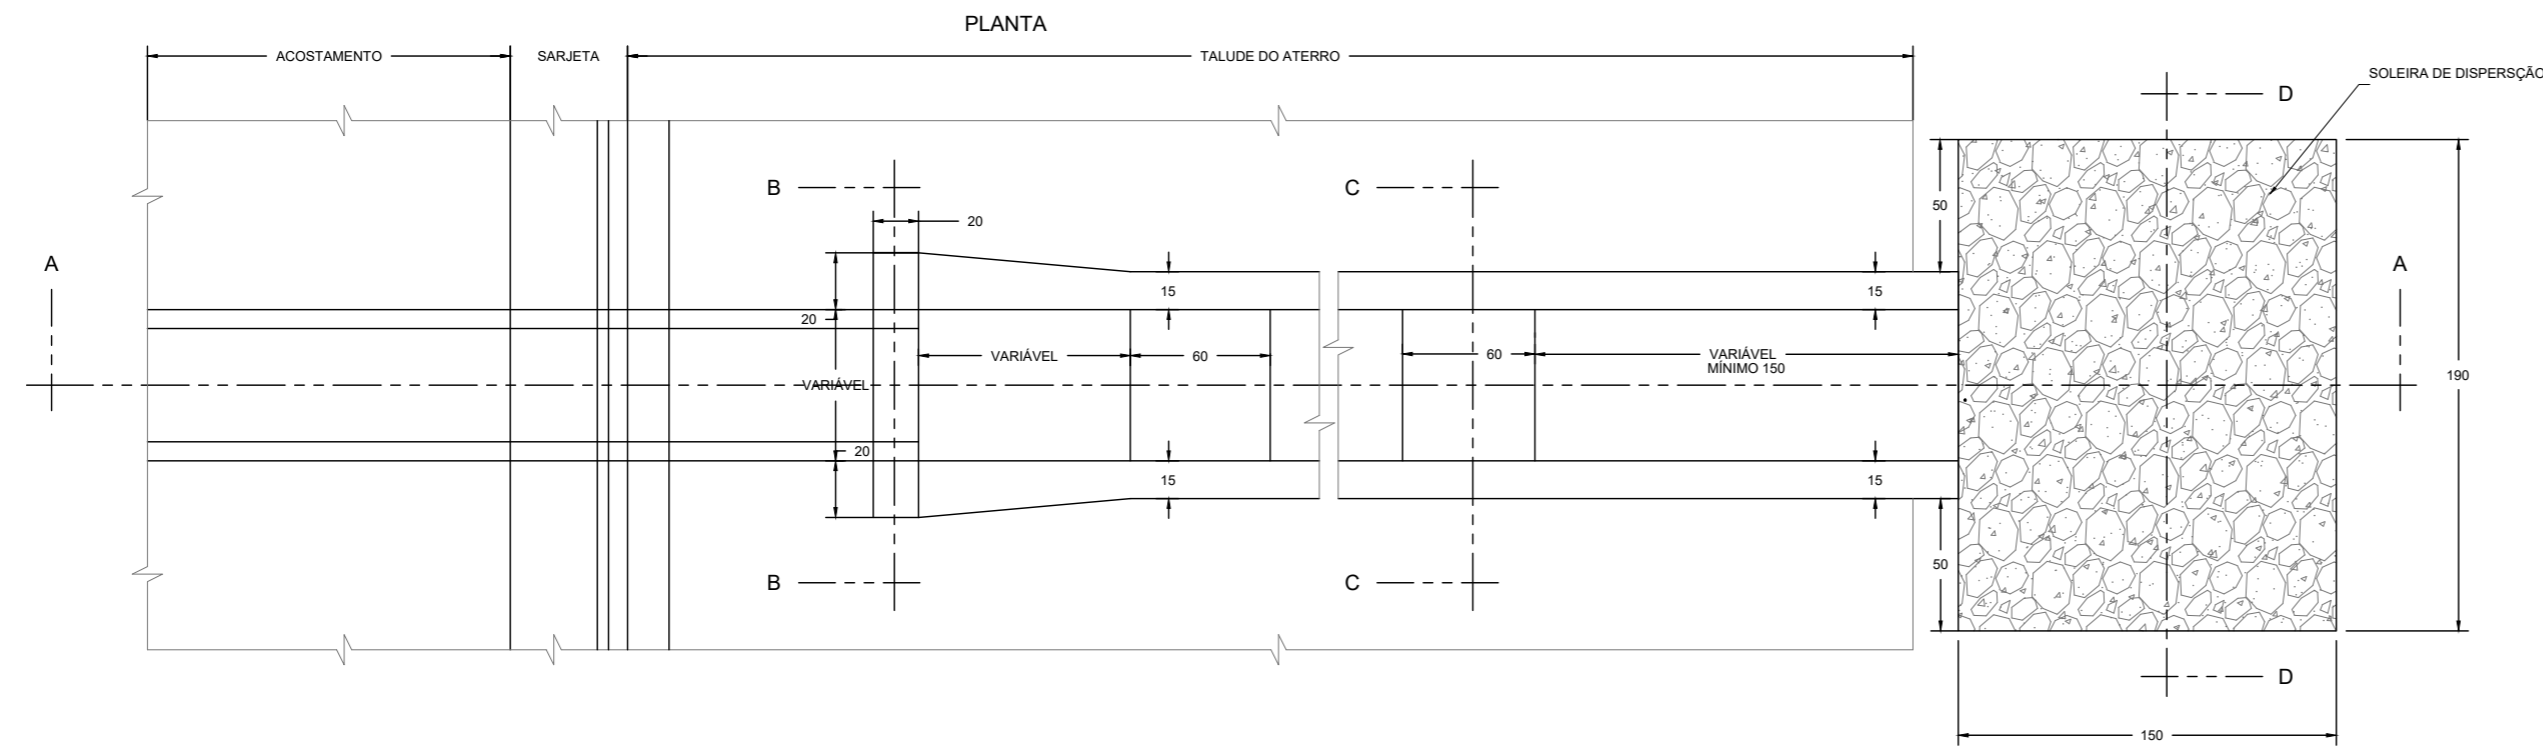 PLANTA
ACOSTAMENTO
SARJETA
TALUDE DO ATERRO
SOLEIRA DE DISPERSÇÃO
D
B
C
50
20
A
A
15
15
20
VARIÁVEL
60
60
VARIÁVEL
MÍNIMO 150
190
VARIÁVEL
20
15
15
50
B
C
D
150